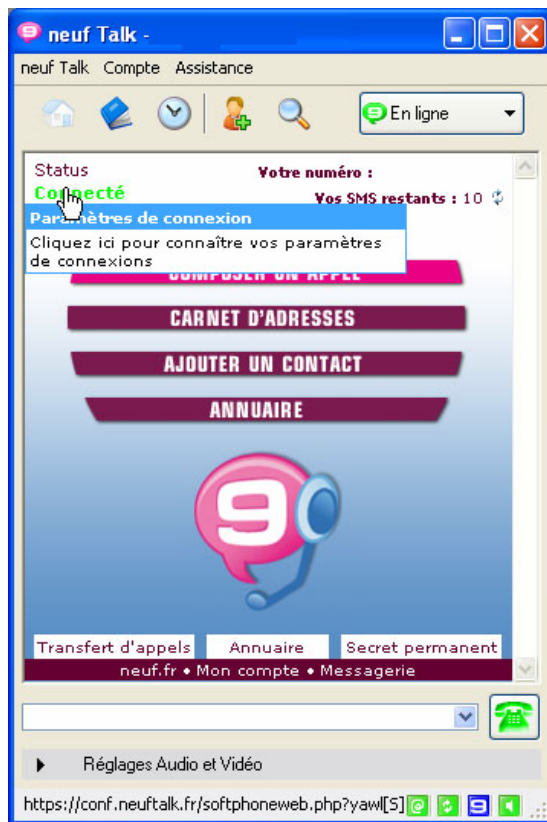 neuf Talk -
neuf Talk Compte Assistance
En ligne
Status
Votre numéro :
Connecté
Vos SMS restants : 10
Paramètres de connexion
Cliquez ici pour connaître vos paramètres
de connexions
COMPOSER UN APPEL
CARNET D'ADRESSES
AJOUTER UN CONTACT
ANNUAIRE
9
Transfert d'appels Annuaire Secret permanent
neuf.fr • Mon compte • Messagerie
Réglages Audio et Vidéo
https://conf.neuftalk.fr/softphoneweb.php?yawl[S]